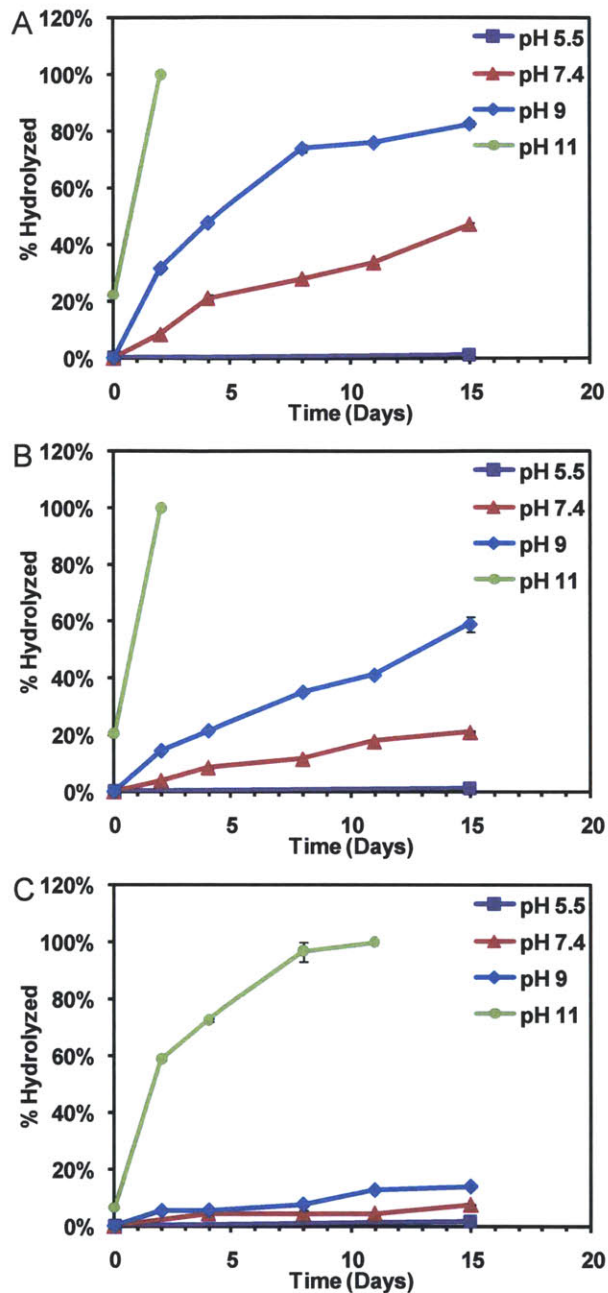 A
120%
100%
80%
60%
40%
20%
0%
% Hydrolyzed
0 5 10 15 20
Time (Days)
pH 5.5
pH 7.4
pH 9
pH 11
B
120%
100%
80%
60%
40%
20%
0%
% Hydrolyzed
0 5 10 15 20
Time (Days)
pH 5.5
pH 7.4
pH 9
pH 11
C
120%
100%
80%
60%
40%
20%
0%
% Hydrolyzed
0 5 10 15 20
Time (Days)
pH 5.5
pH 7.4
pH 9
pH 11